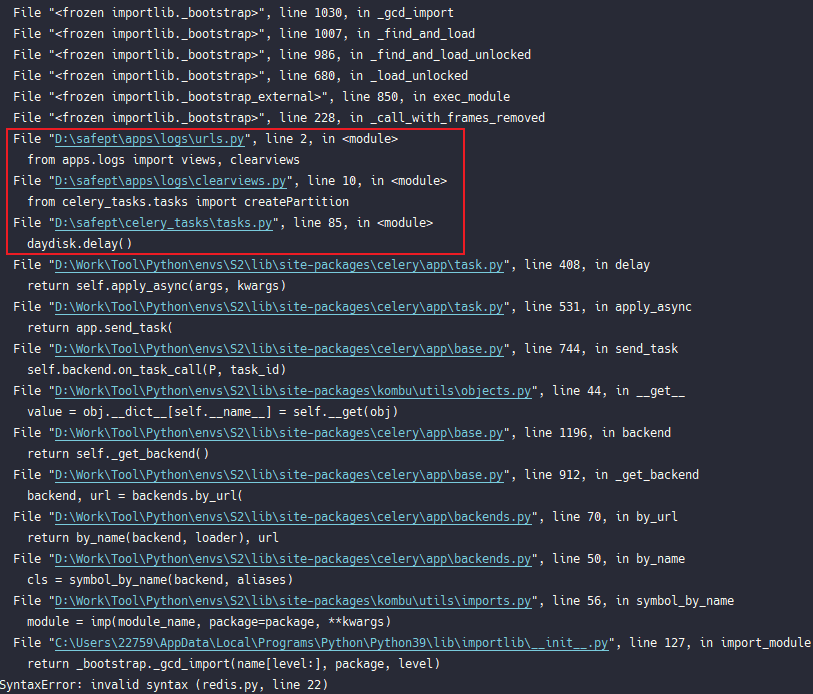 File "<frozen importlib._bootstrap>", line 1030, in _gcd_import
File "<frozen importlib._bootstrap>", line 1007, in _find_and_load
File "<frozen importlib._bootstrap>", line 986, in _find_and_load_unlocked
File "<frozen importlib._bootstrap>", line 680, in _load_unlocked
File "<frozen importlib._bootstrap_external>", line 850, in exec_module
File "<frozen importlib._bootstrap>", line 228, in _call_with_frames_removed
File "D:\safept\apps\logs\urls.py", line 2, in <module>
from apps.logs import views, clearviews
File "D:\safept\apps\logs\clearviews.py", line 10, in <module>
from celery_tasks.tasks import createPartition
File "D:\safept\celery_tasks\tasks.py", line 85, in <module>
daydisk.delay()
File "D:\Work\Tool\Python\envs\S2\lib\site-packages\celery\app\task.py", line 408, in delay
return self.apply_async(args, kwargs)
File "D:\Work\Tool\Python\envs\S2\lib\site-packages\celery\app\task.py", line 531, in apply_async
return app.send_task(
File "D:\Work\Tool\Python\envs\S2\lib\site-packages\celery\app\base.py", line 744, in send_task
self.backend.on_task_call(P, task_id)
File "D:\Work\Tool\Python\envs\S2\lib\site-packages\kombu\utils\objects.py", line 44, in __get__
value = obj.__dict__[self.__name__] = self.__get(obj)
File "D:\Work\Tool\Python\envs\S2\lib\site-packages\celery\app\base.py", line 1196, in backend
return self._get_backend()
File "D:\Work\Tool\Python\envs\S2\lib\site-packages\celery\app\base.py", line 912, in _get_backend
backend, url = backends.by_url(
File "D:\Work\Tool\Python\envs\S2\lib\site-packages\celery\app\backends.py", line 70, in by_url
return by_name(backend, loader), url
File "D:\Work\Tool\Python\envs\S2\lib\site-packages\celery\app\backends.py", line 50, in by_name
cls = symbol_by_name(backend, aliases)
File "D:\Work\Tool\Python\envs\S2\lib\site-packages\kombu\utils\imports.py", line 56, in symbol_by_name
module = imp(module_name, package=package, **kwargs)
File "C:\Users\22759\AppData\Local\Programs\Python\Python39\lib\importlib\__init__.py", line 127, in import_module
return _bootstrap._gcd_import(name[level:], package, level)
SyntaxError: invalid syntax (redis.py, line 22)